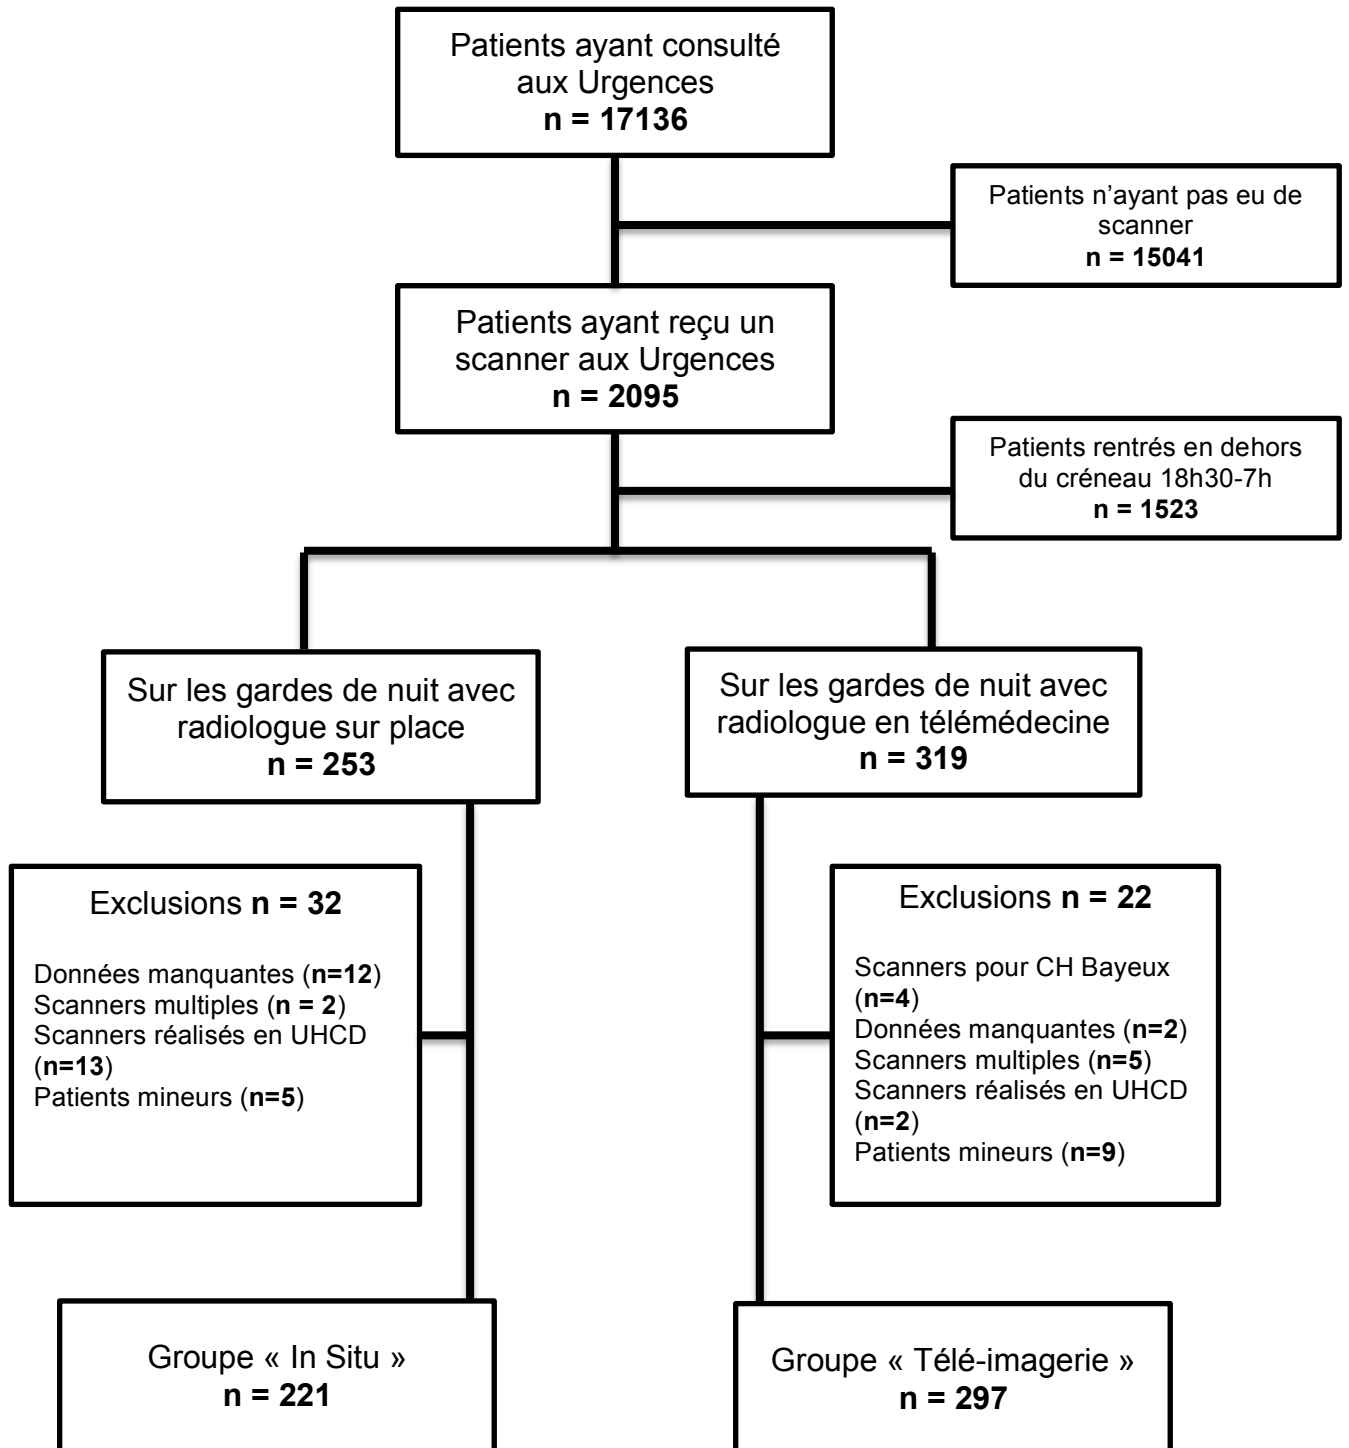 Patients ayant consulté
aux Urgences
n = 17136
Patients n’ayant pas eu de
scanner
n = 15041
Patients ayant reçu un
scanner aux Urgences
n = 2095
Patients rentrés en dehors
du créneau 18h30-7h
n = 1523
Sur les gardes de nuit avec
radiologue sur place
n = 253
Sur les gardes de nuit avec
radiologue en télémédecine
n = 319
Exclusions n = 32
Données manquantes (n=12)
Scanners multiples (n = 2)
Scanners réalisés en UHCD
(n=13)
Patients mineurs (n=5)
Exclusions n = 22
Scanners pour CH Bayeux
(n=4)
Données manquantes (n=2)
Scanners multiples (n=5)
Scanners réalisés en UHCD
(n=2)
Patients mineurs (n=9)
Groupe « In Situ »
n = 221
Groupe « Télé-imagerie »
n = 297